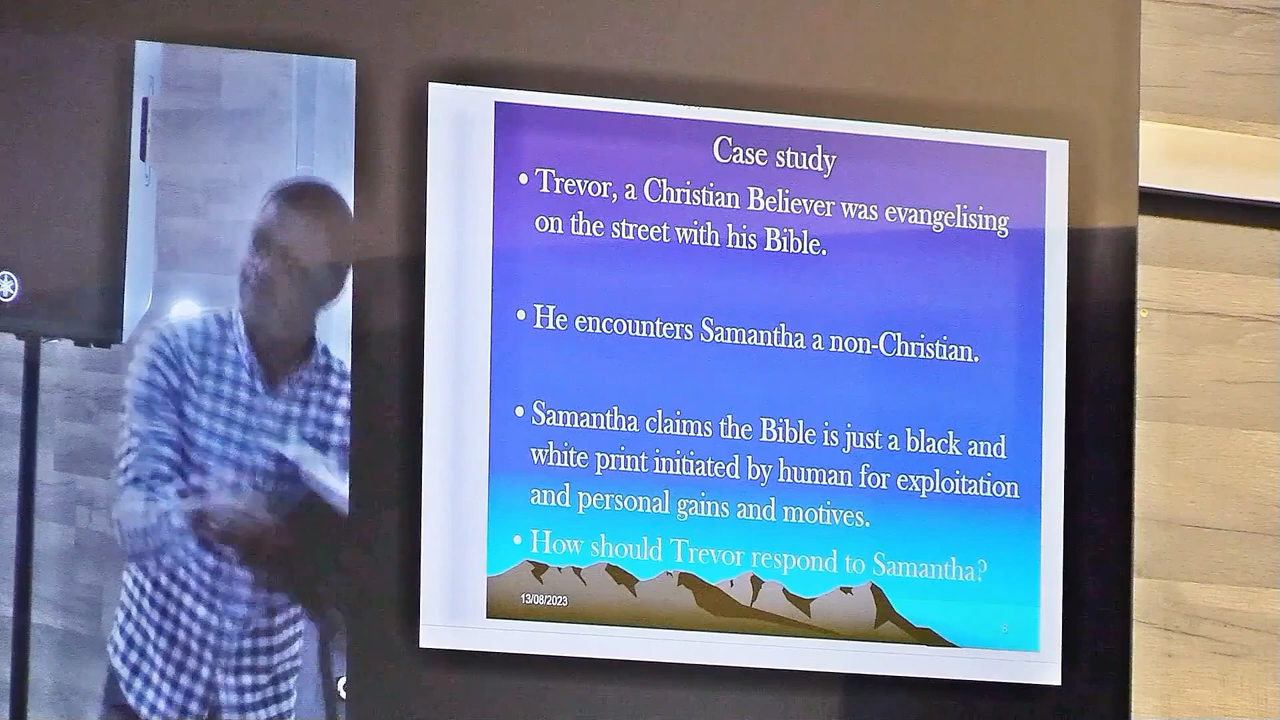 Case study
• Trevor, a Christian Believer was evangelising
on the street with his Bible.
• He encounters Samantha a non-Christian.
• Samantha claims the Bible is just a black and
white print initiated by human for exploitation
and personal gains and motives.
• How should Trevor respond to Samantha?
13/08/2023
8